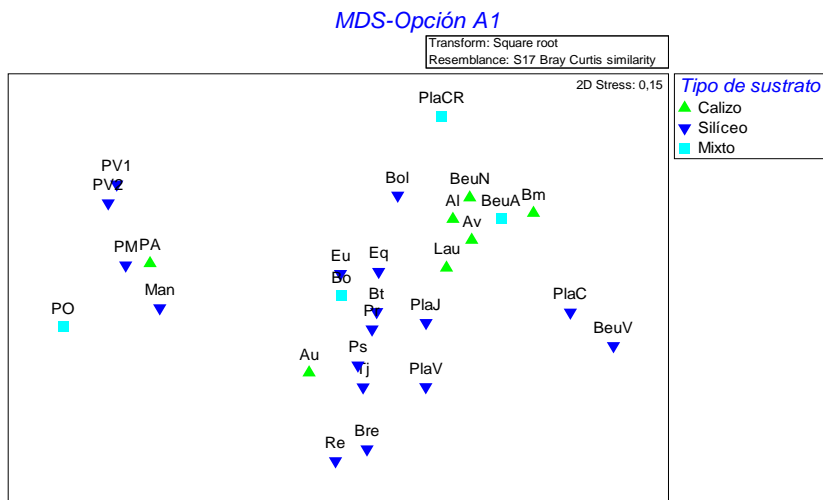 MDS-Opción A1
Transform: Square root
Resemblance: S17 Bray Curtis similarity
2D Stress: 0,15
Tipo de sustrato
Calizo
Silíceo
Mixto
PlaCR
PV1
PV2
Bol
BeuN
Al
BeuA
Bm
Av
PM
PA
Lau
Eu
Eq
Bo
Man
Bt
PlaJ
PlaC
PO
BeuV
Au
Ps
Tj
PlaV
Bre
Re